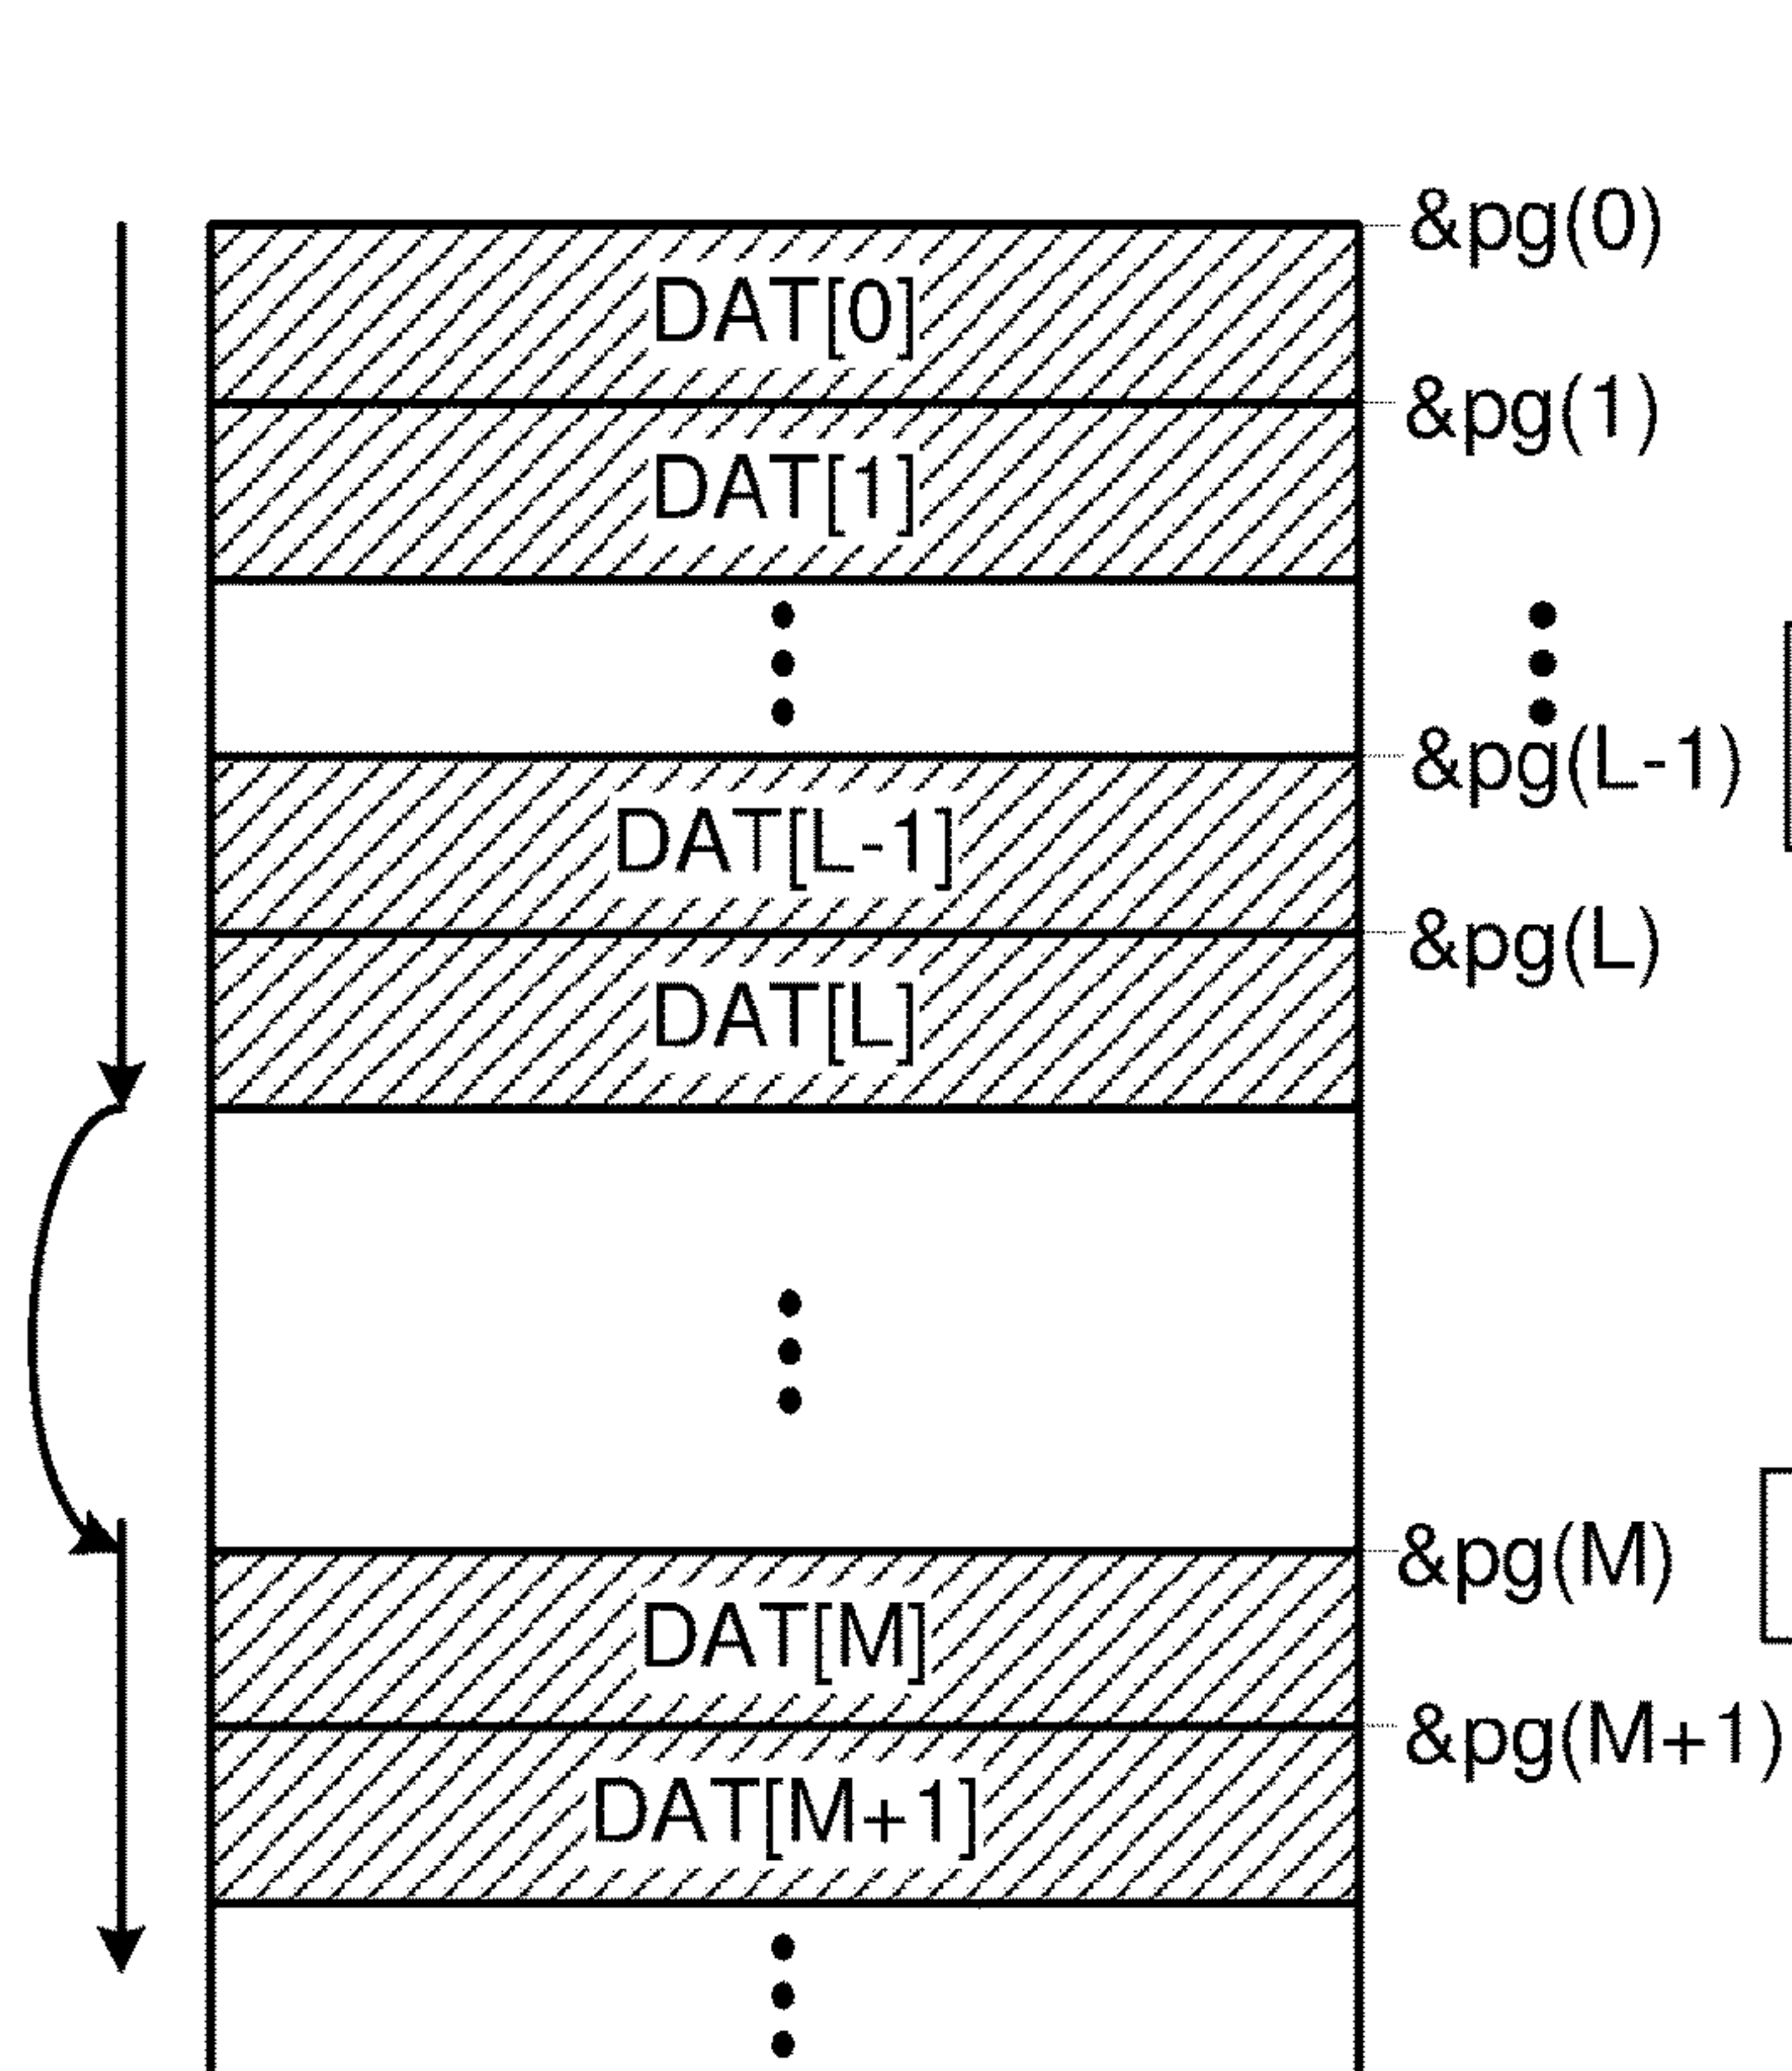 &pg(0)
DAT[0]
&pg(1)
DAT[1]
&pg(L-1)
DAT[L-1]
&pg(L)
DAT[L]
&pg(M)
DAT[M]
&pg(M+1)
DAT[M+1]